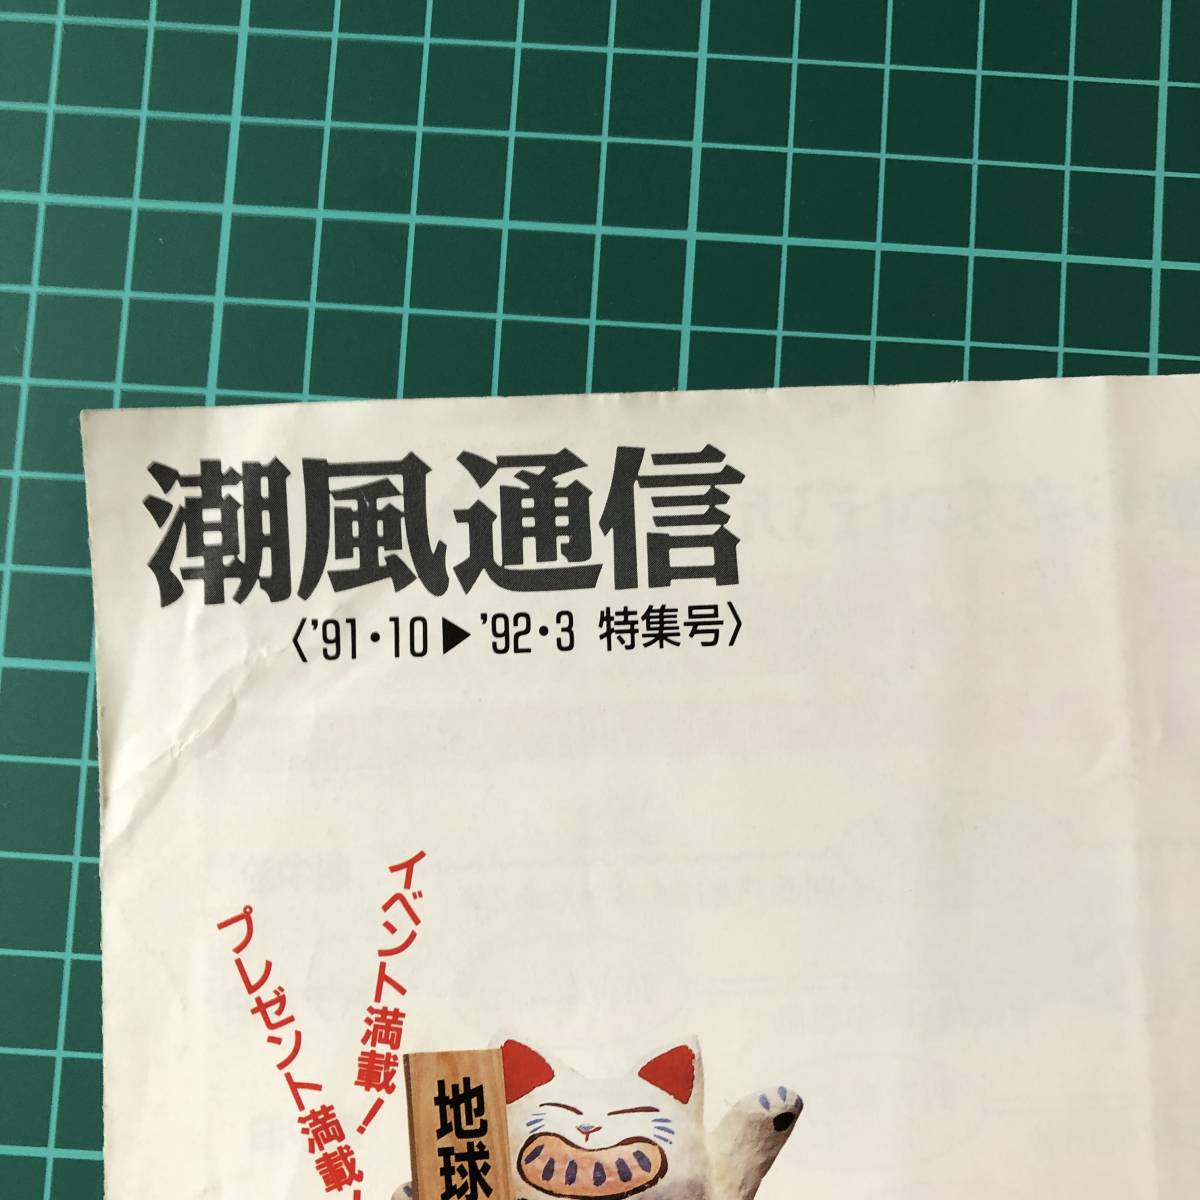 潮風通信
〈'91・10▶'92・3 特集号〉
イベント満載!
プレゼント満載!
地球